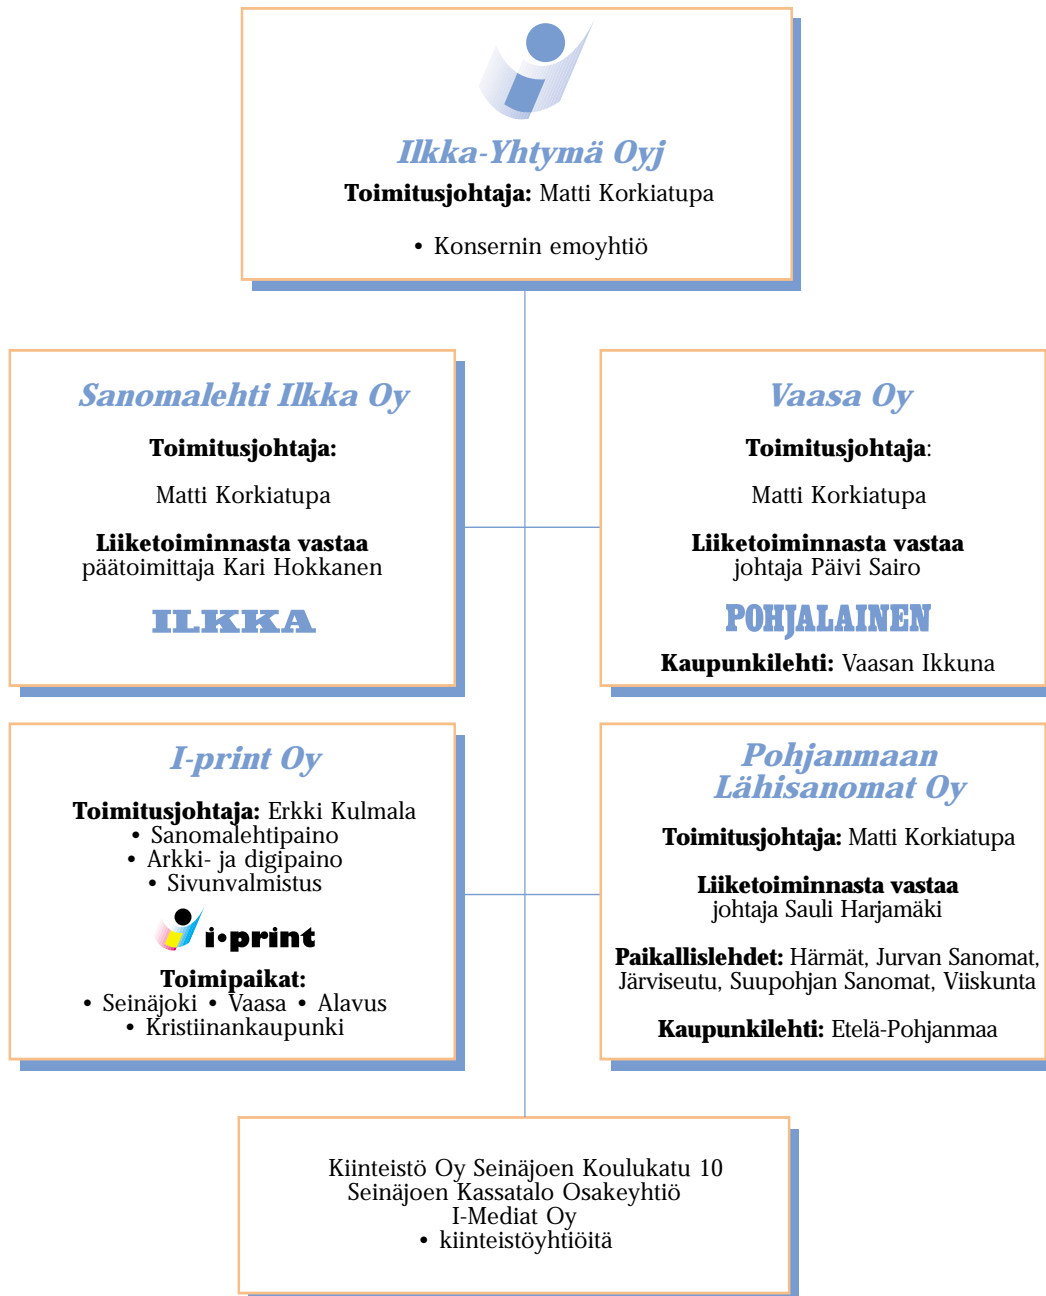 Ilkka-Yhtymä Oyj
Toimitusjohtaja: Matti Korkiatupa
• Konsernin emoyhtiö
Sanomalehti Ilkka Oy
Toimitusjohtaja:
Matti Korkiatupa
Liiketoiminnasta vastaa
päätoimittaja Kari Hokkanen
ILKKA
Vaasa Oy
Toimitusjohtaja:
Matti Korkiatupa
Liiketoiminnasta vastaa
johtaja Päivi Sairo
POHJALAINEN
Kaupunkilehti: Vaasan Ikkuna
I-print Oy
Toimitusjohtaja: Erkki Kulmala
• Sanomalehtipaino
• Arkki- ja digipaino
• Sivunvalmistus
i•print
Toimipaikat:
• Seinäjoki • Vaasa • Alavus
• Kristiinankaupunki
Pohjanmaan
Lähisanomat Oy
Toimitusjohtaja: Matti Korkiatupa
Liiketoiminnasta vastaa
johtaja Sauli Harjamäki
Paikallislehdet: Härmät, Jurvan Sanomat,
Järviseutu, Suupohjan Sanomat, Viiskunta
Kaupunkilehti: Etelä-Pohjanmaa
Kiinteistö Oy Seinäjoen Koulukatu 10
Seinäjoen Kassatalo Osakeyhtiö
I-Mediat Oy
• kiinteistöyhtiöitä